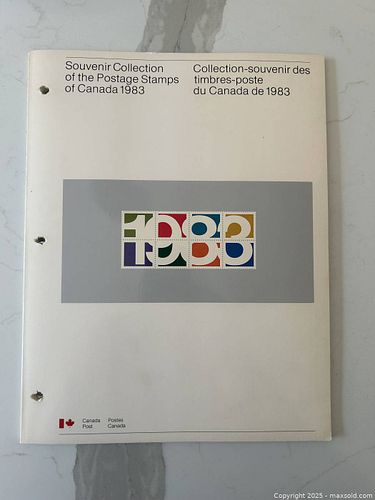 Souvenir Collection
of the Postage Stamps
of Canada 1983
Collection-souvenir des
timbres-poste
du Canada de 1983
1983
Canada
Post
Postes
Canada
Copyright 2025 - maxsold.com